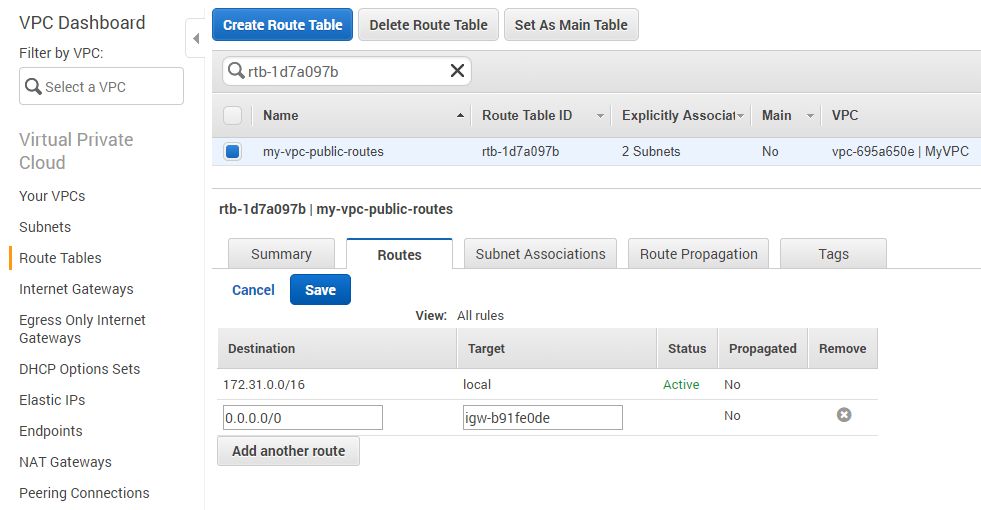 VPC Dashboard
Filter by VPC:
Select a VPC
Virtual Private
Cloud
Your VPCs
Subnets
Route Tables
Internet Gateways
Egress Only Internet
Gateways
DHCP Options Sets
Elastic IPs
Endpoints
NAT Gateways
Peering Connections
Create Route Table Delete Route Table Set As Main Table
rtb-1d7a097b
Name Route Table ID Explicitly Associat Main VPC
my-vpc-public-routes rtb-1d7a097b 2 Subnets No vpc-695a650e | MyVPC
rtb-1d7a097b | my-vpc-public-routes
Summary Routes Subnet Associations Route Propagation Tags
Cancel Save
View: All rules
Destination Target Status Propagated Remove
172.31.0.0/16 local Active No
0.0.0.0/0 igw-b91fe0de No
Add another route